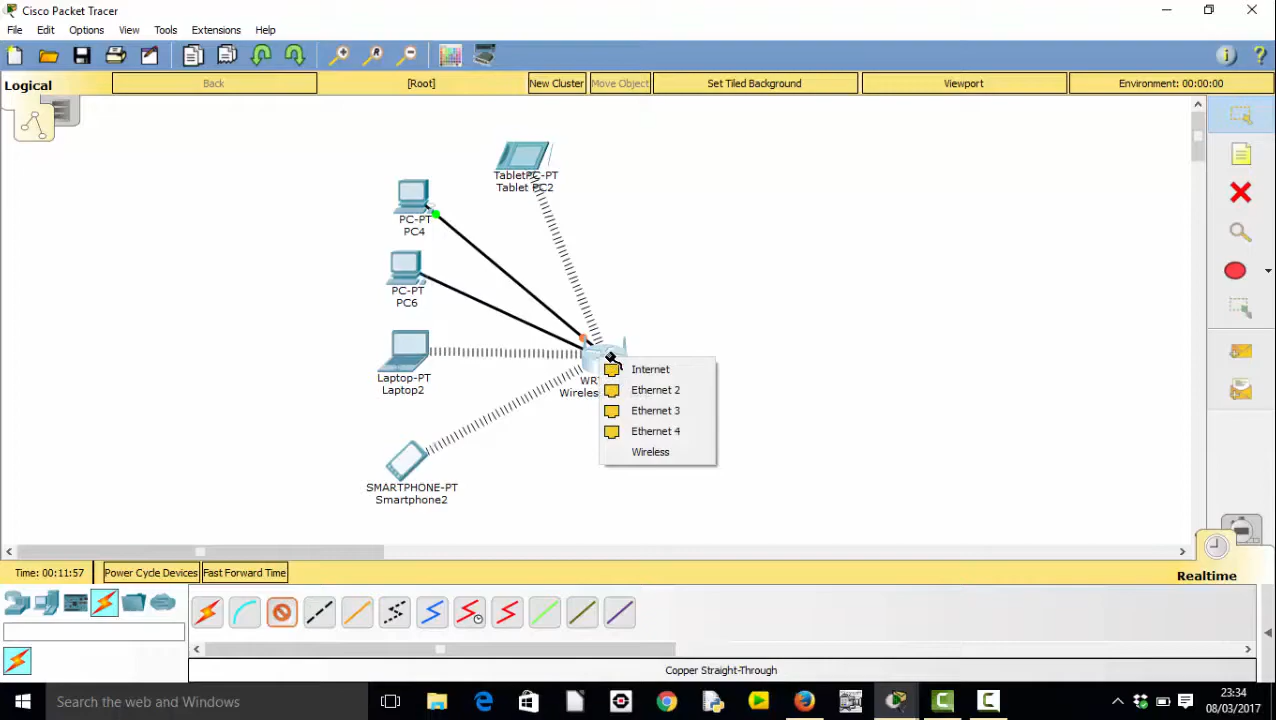 Cisco Packet Tracer
File Edit Options View Tools Extensions Help
Logical Back [Root] New Cluster Move Object Set Tiled Background Viewport Environment: 00:00:00
TabletPC-PT
Tablet PC2
PC-PT
PC4
PC-PT
PC6
Laptop-PT
Laptop2
WRT
Wireless
Internet
Ethernet 2
Ethernet 3
Ethernet 4
Wireless
SMARTPHONE-PT
Smartphone2
Time: 00:11:57 Power Cycle Devices Fast Forward Time
Realtime
Copper Straight-Through
Search the web and Windows
23:34
08/03/2017